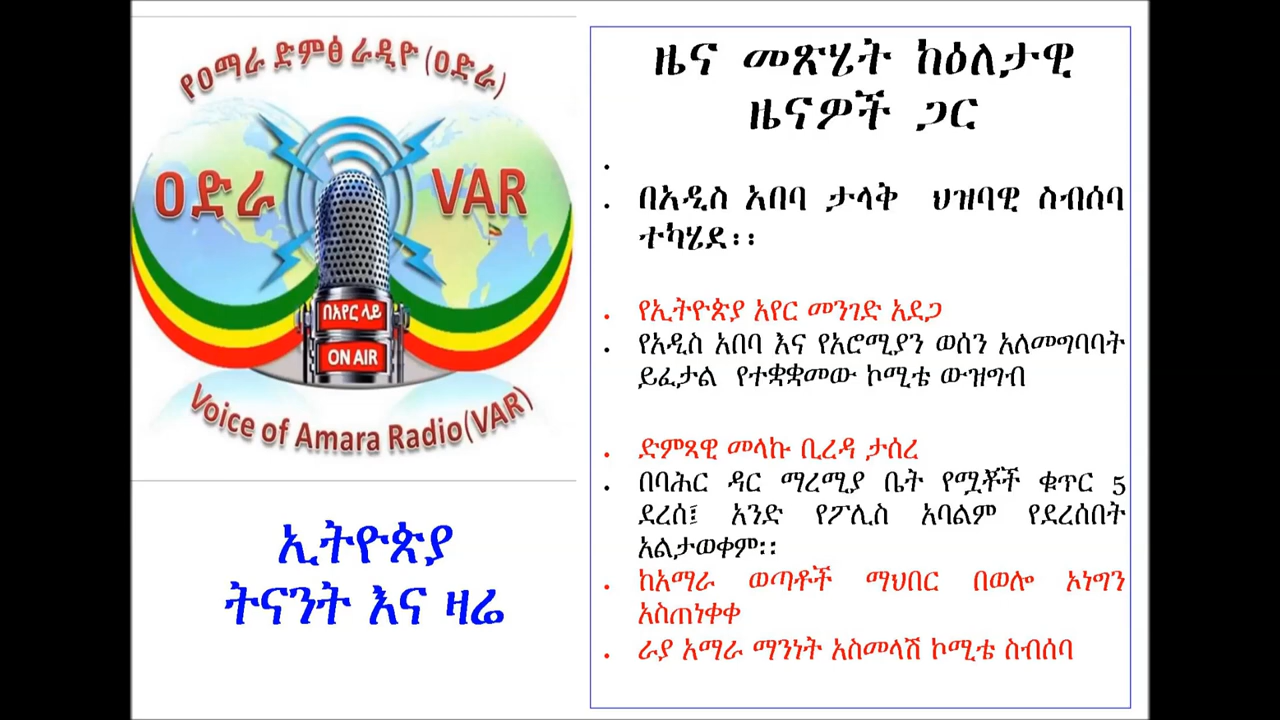 የዐማራ ድምፅ ራዲዮ (ዐድራ)
ዐድራ VAR
በአየር ላይ
ON AIR
Voice of Amara Radio(VAR)
ኢትዮጵያ
ትናንት እና ዛሬ
ዜና መጽሄት ከዕለታዊ
ዜናዎች ጋር
•
• በአዲስ አበባ ታላቅ ህዝባዊ ስብሰባ
ተካሄደ፡፡
• የኢትዮጵያ አየር መንገድ አደጋ
• የአዲስ አበባ እና የአሮሚያን ወሰን አለመግባባት
ይፈታል የተቋቋመው ኮሚቴ ውዝግብ
• ድምጻዊ መላኩ ቢረዳ ታሰረ
• በባሕር ዳር ማረሚያ ቤት የሟቾች ቁጥር 5
ደረሰ፤ አንድ የፖሊስ አባልም የደረሰበት
አልታወቀም፡፡
• ከአማራ ወጣቶች ማህበር በወሎ ኦነግን
አስጠነቀቀ
• ራያ አማራ ማንነት አስመላሽ ኮሚቴ ስብሰባ